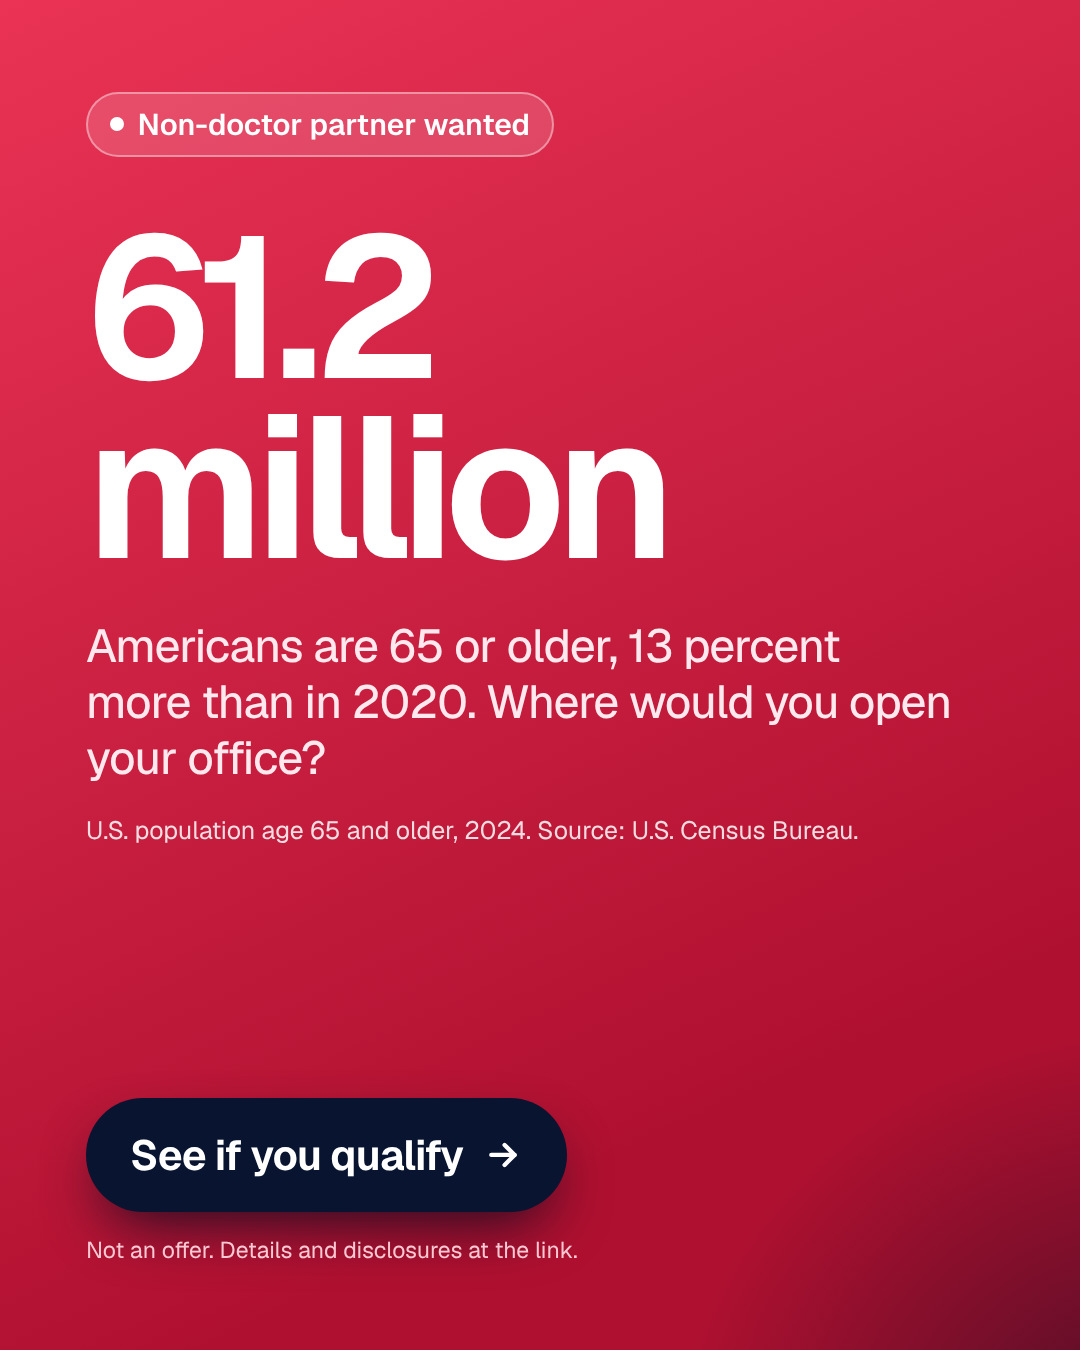 Non-doctor partner wanted
61.2
million
Americans are 65 or older, 13 percent
more than in 2020. Where would you open
your office?
U.S. population age 65 and older, 2024. Source: U.S. Census Bureau.
See if you qualify →
Not an offer. Details and disclosures at the link.